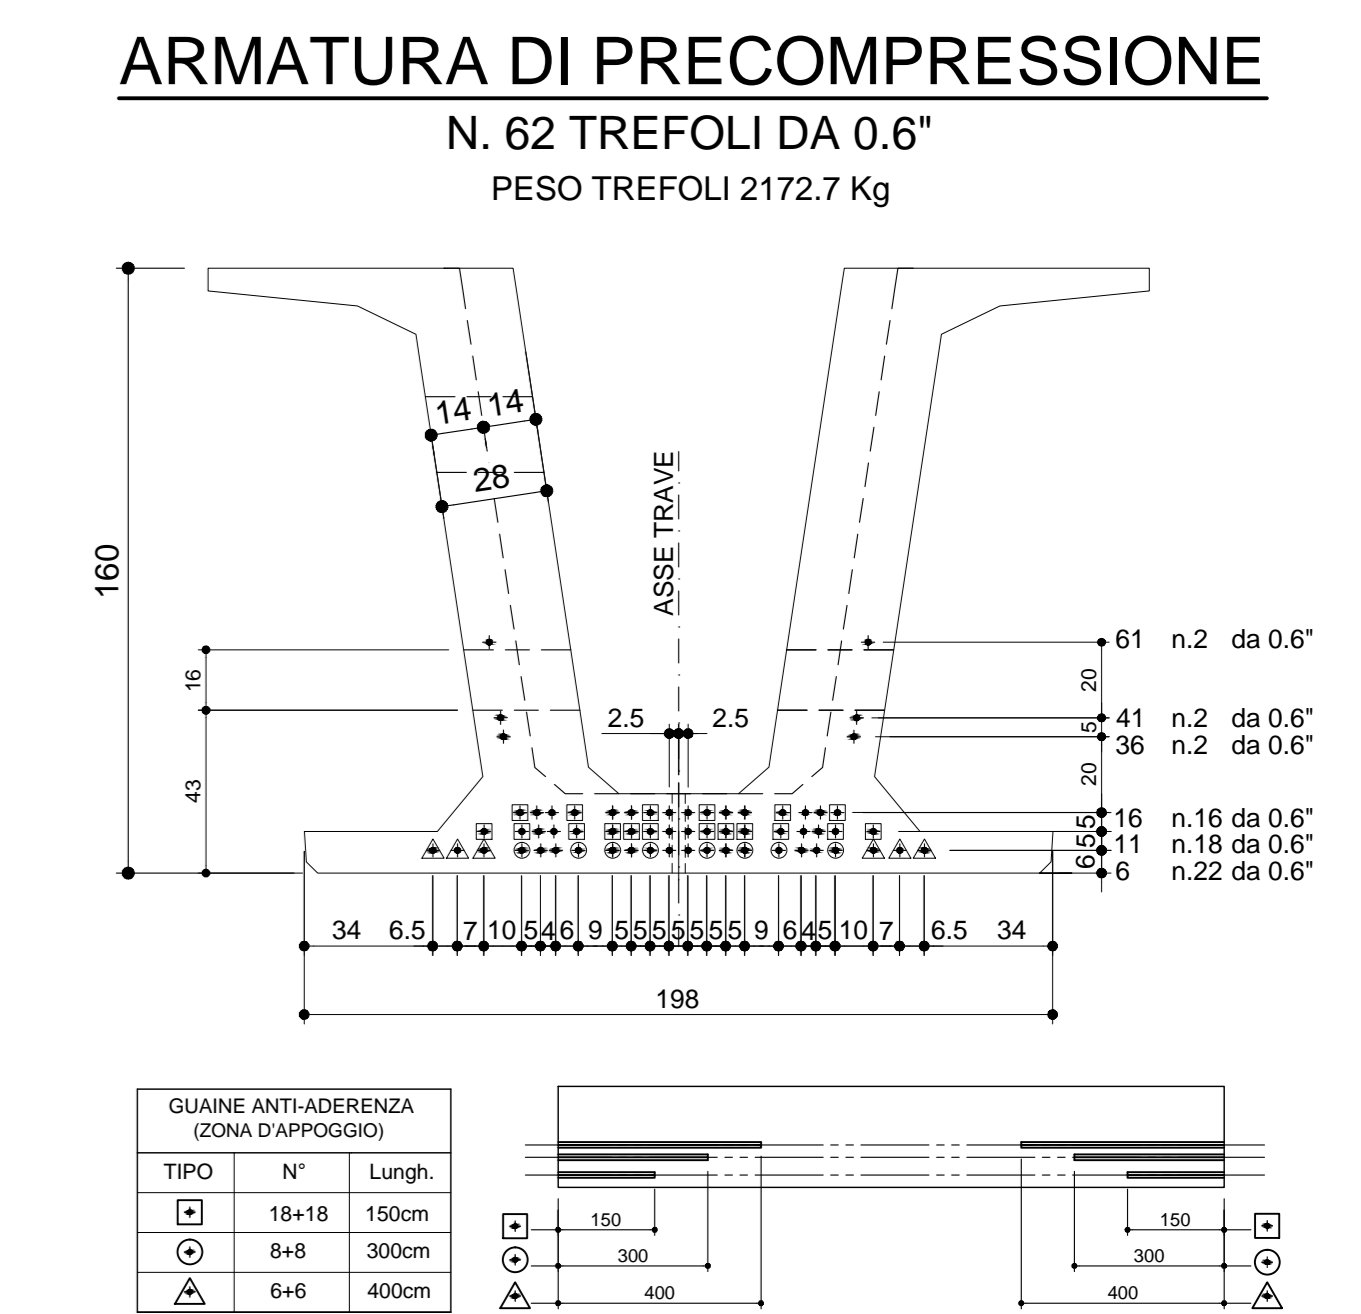 ARMATURA DI PRECOMPRESSIONE
N. 62 TREFOLI DA 0.6"
PESO TREFOLI 2172.7 Kg
14 14
28
160
ASSE TRAVE
16
43
2.5 2.5
61 n.2 da 0.6"
20
41 n.2 da 0.6"
5
36 n.2 da 0.6"
20
16 n.16 da 0.6"
5
11 n.18 da 0.6"
5
6 n.22 da 0.6"
6
34 6.5 7 10 5 4 6 9 5 5 5 5 5 5 5 9 6 4 5 10 7 6.5 34
198
GUAINE ANTI-ADERENZA
(ZONA D'APPOGGIO)
TIPO N° Lungh.
18+18 150cm
8+8 300cm
6+6 400cm
150 150
300 300
400 400